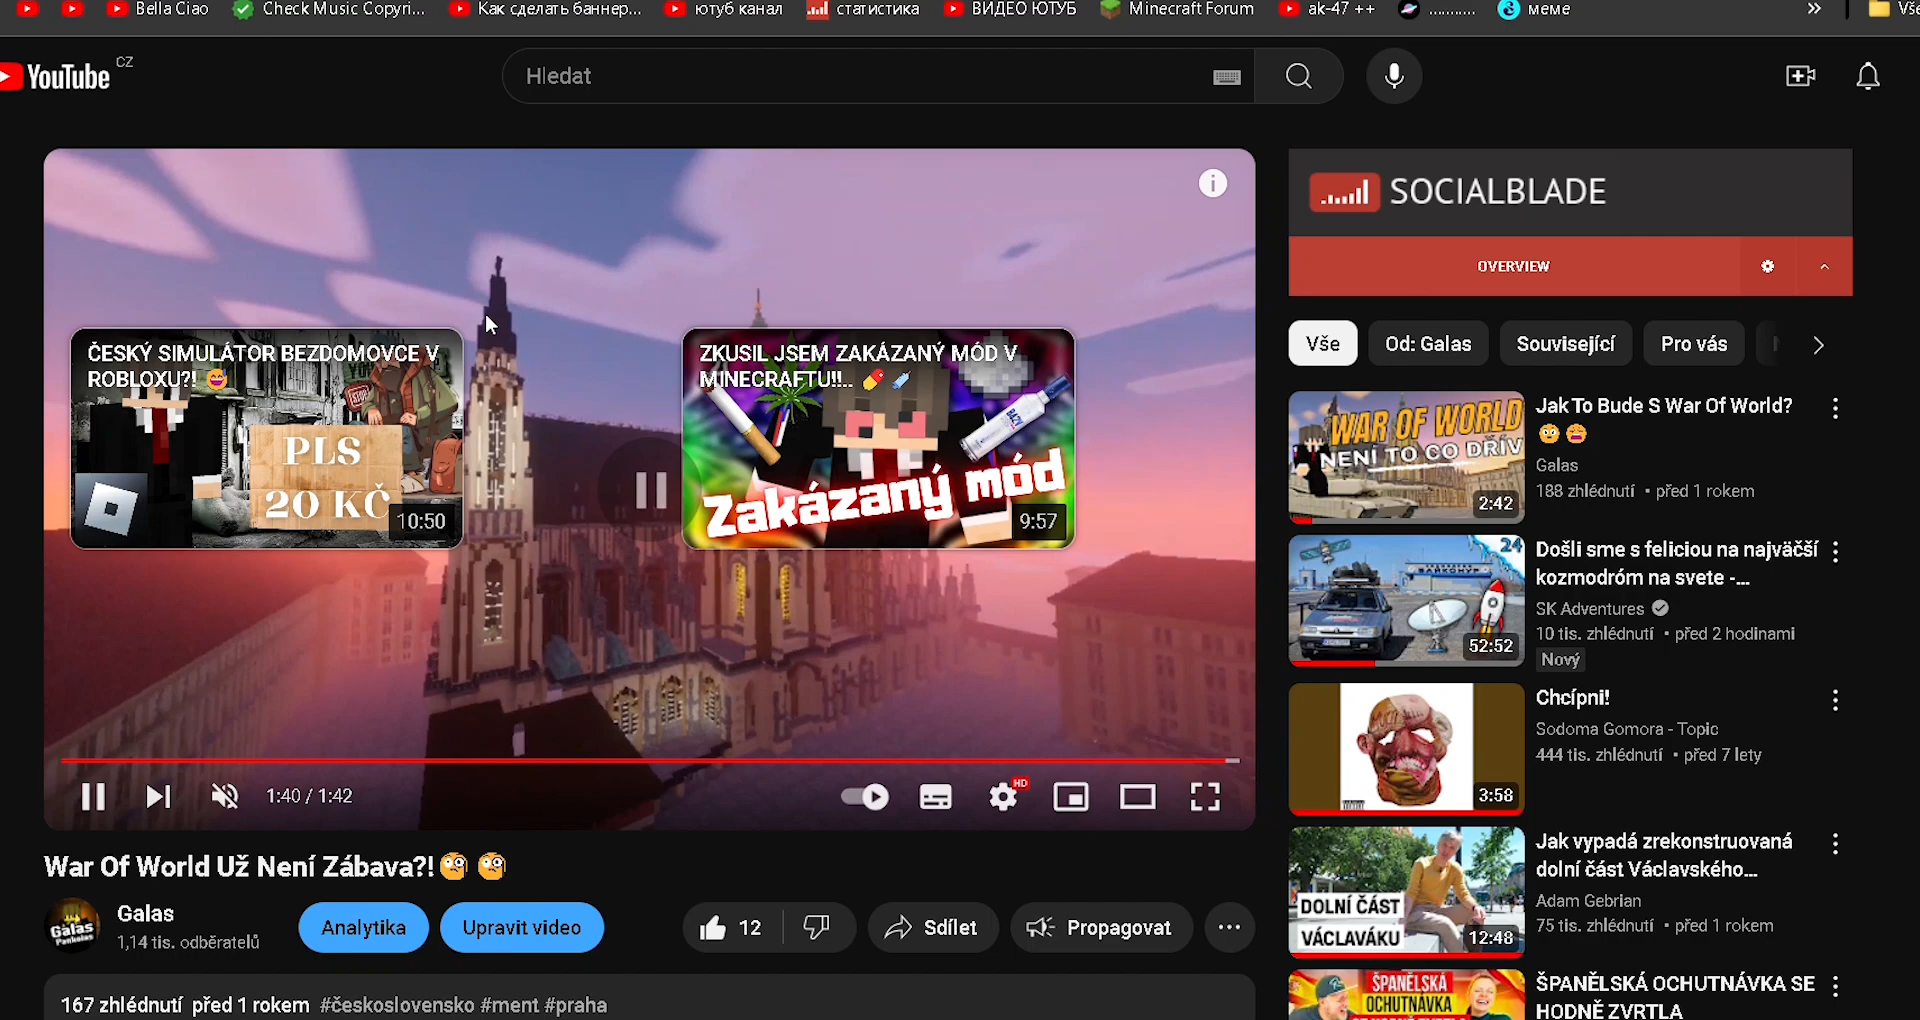 Bella Ciao
Check Music Copyri...
Как сделать баннер...
ютуб канал
статистика
ВИДЕО ЮТУБ
Minecraft Forum
ak-47 ++
...........
меме
»
YouTube CZ
Hledat
ČESKÝ SIMULÁTOR BEZDOMOVCE V
ROBLOXU?! 😅
PLS
20 KČ
10:50
ZKUSIL JSEM ZAKÁZANÝ MÓD V
MINECRAFTU!!..
Zakázaný mód
9:57
1:40 / 1:42
HD
War Of World Už Není Zábava?! 🧐 🧐
Galas
1,14 tis. odběratelů
Analytika
Upravit video
12
Sdílet
Propagovat
167 zhlédnutí před 1 rokem #československo #ment #praha
SOCIALBLADE
OVERVIEW
Vše
Od: Galas
Související
Pro vás
WAR OF WORLD
NENÍ TO CO DŘÍV
2:42
Jak To Bude S War Of World?
Galas
188 zhlédnutí • před 1 rokem
24
52:52
Došli sme s feliciou na najväčší
kozmodróm na svete -...
SK Adventures
10 tis. zhlédnutí • před 2 hodinami
Nový
3:58
Chcípni!
Sodoma Gomora - Topic
444 tis. zhlédnutí • před 7 lety
DOLNÍ ČÁST
VÁCLAVÁKU
12:48
Jak vypadá zrekonstruovaná
dolní část Václavského...
Adam Gebrian
75 tis. zhlédnutí • před 1 rokem
ŠPANĚLSKÁ
OCHUTNÁVKA
ŠPANĚLSKÁ OCHUTNÁVKA SE
HODNĚ ZVRTLA